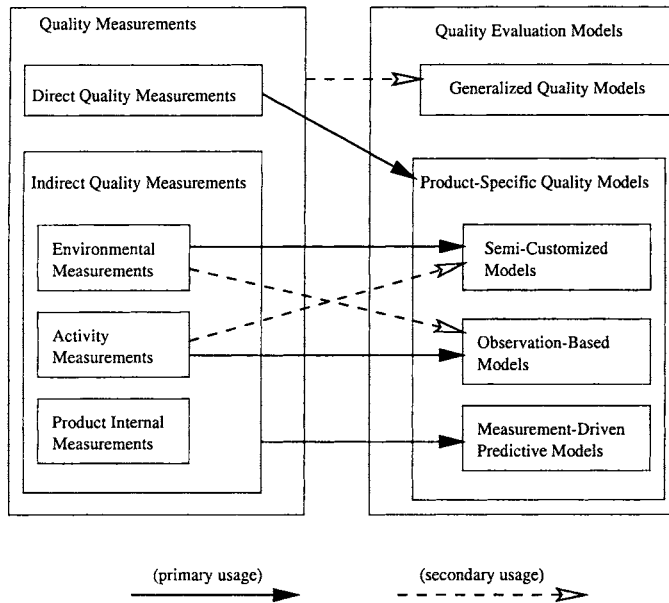 Quality Measurements
Direct Quality Measurements
Indirect Quality Measurements
Environmental
Measurements
Activity
Measurements
Product Internal
Measurements
Quality Evaluation Models
Generalized Quality Models
Product-Specific Quality Models
Semi-Customized
Models
Observation-Based
Models
Measurement-Driven
Predictive Models
(primary usage)
(secondary usage)